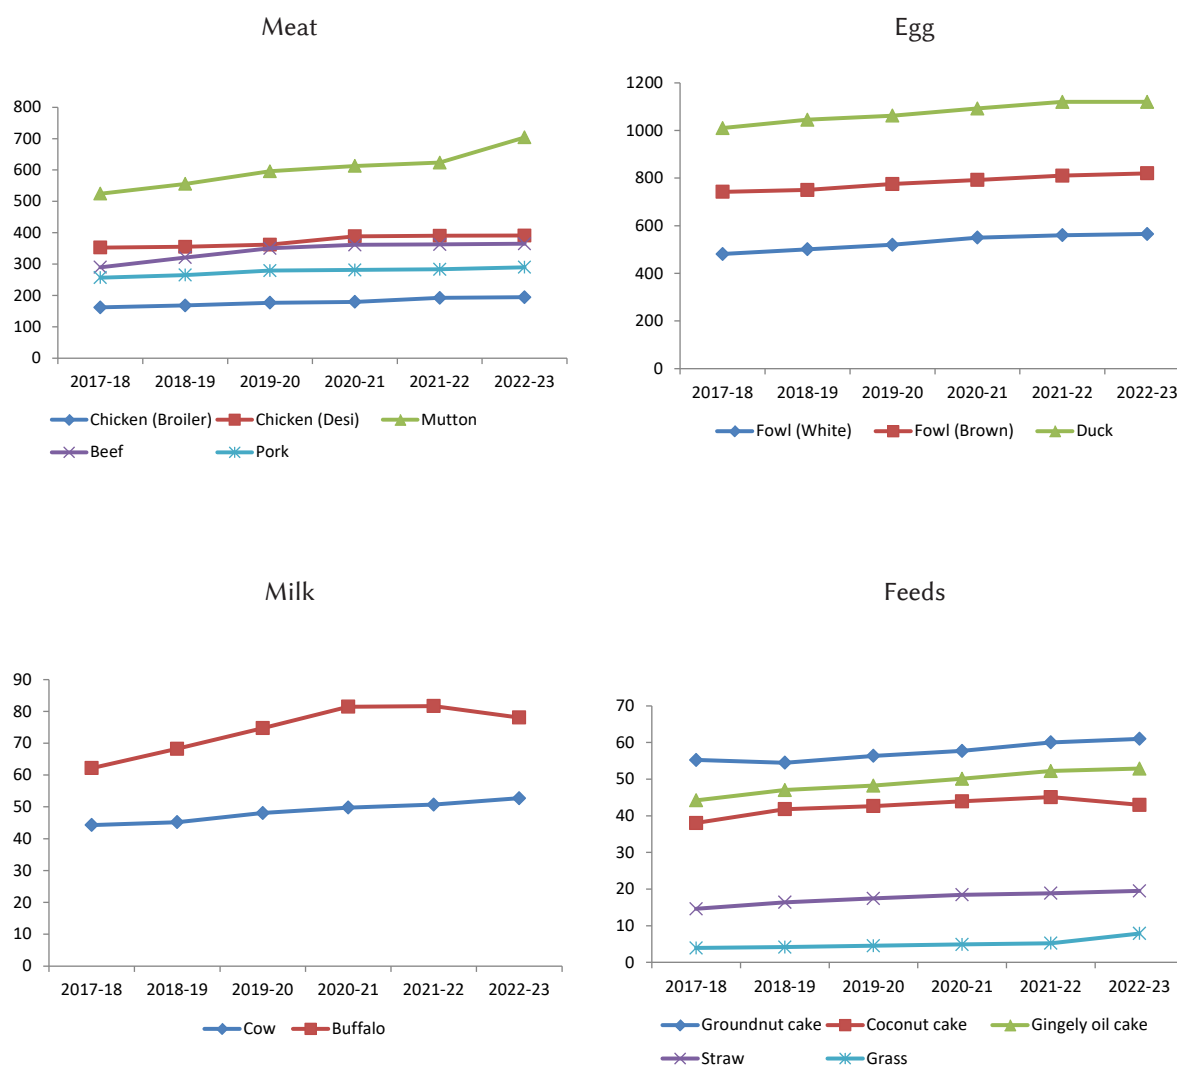 Meat
800
700
600
500
400
300
200
100
0
2017-18 2018-19 2019-20 2020-21 2021-22 2022-23
Chicken (Broiler) Chicken (Desi) Mutton
Beef Pork
Egg
1200
1000
800
600
400
200
0
2017-18 2018-19 2019-20 2020-21 2021-22 2022-23
Fowl (White) Fowl (Brown) Duck
Milk
90
80
70
60
50
40
30
20
10
0
2017-18 2018-19 2019-20 2020-21 2021-22 2022-23
Cow Buffalo
Feeds
70
60
50
40
30
20
10
0
2017-18 2018-19 2019-20 2020-21 2021-22 2022-23
Groundnut cake Coconut cake Gingely oil cake
Straw Grass